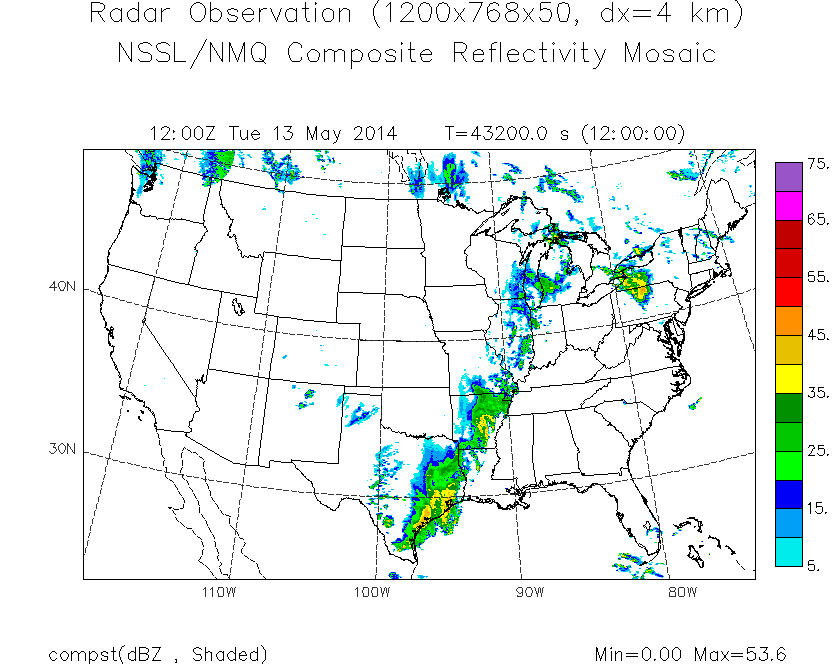 Radar Observation (1200x768x50, dx=4 km)
NSSL/NMQ Composite Reflectivity Mosaic
12:00Z Tue 13 May 2014 T=43200.0 s (12:00:00)
75.
65.
55.
45.
40N
35.
30N
25.
15.
5.
110W 100W 90W 80W
compst(dBZ , Shaded) Min=0.00 Max=53.6